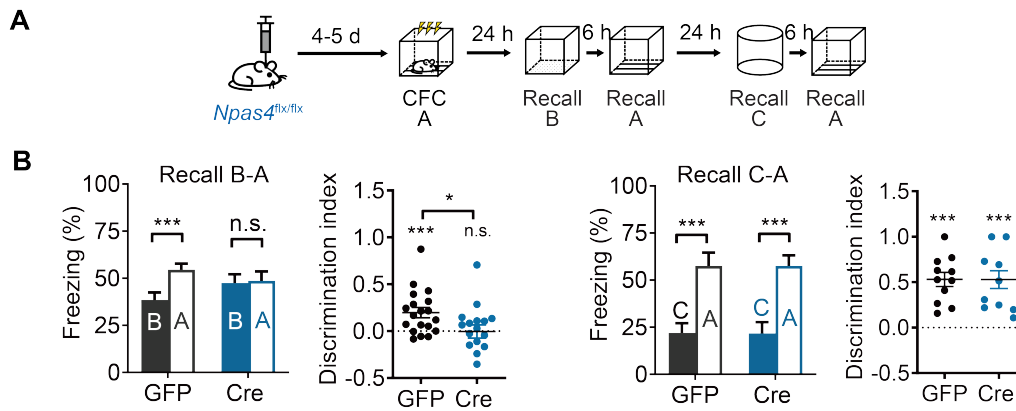 A
4-5 d
24 h
6 h
24 h
6 h
Npas4flx/flx
CFC
A
Recall
B
Recall
A
Recall
C
Recall
A
B
Recall B-A
Freezing (%)
100
75
50
25
0
***
n.s.
B
A
B
A
GFP
Cre
Discrimination index
1.5
1.0
0.5
0.0
-0.5
*
***
n.s.
GFP
Cre
Recall C-A
Freezing (%)
100
75
50
25
0
***
***
C
A
C
A
GFP
Cre
Discrimination index
1.5
1.0
0.5
0.0
-0.5
***
***
GFP
Cre